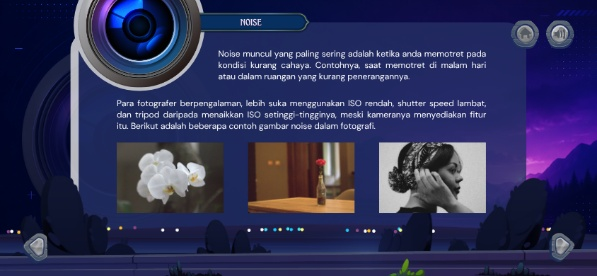 NOISE
Noise muncul yang paling sering adalah ketika anda memotret pada
kondisi kurang cahaya. Contohnya, saat memotret di malam hari
atau dalam ruangan yang kurang penerangannya.
Para fotografer berpengalaman, lebih suka menggunakan ISO rendah, shutter speed lambat,
dan tripod daripada menaikkan ISO setinggi-tingginya, meski kameranya menyediakan fitur
itu. Berikut adalah beberapa contoh gambar noise dalam fotografi.